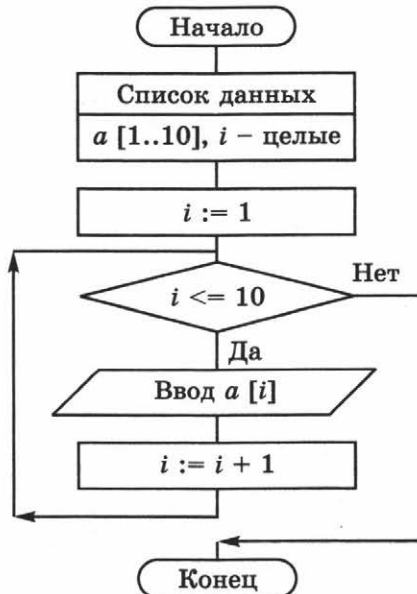 Начало
Список данных
a [1..10], i – целые
i := 1
i <= 10
Нет
Да
Ввод a [i]
i := i + 1
Конец